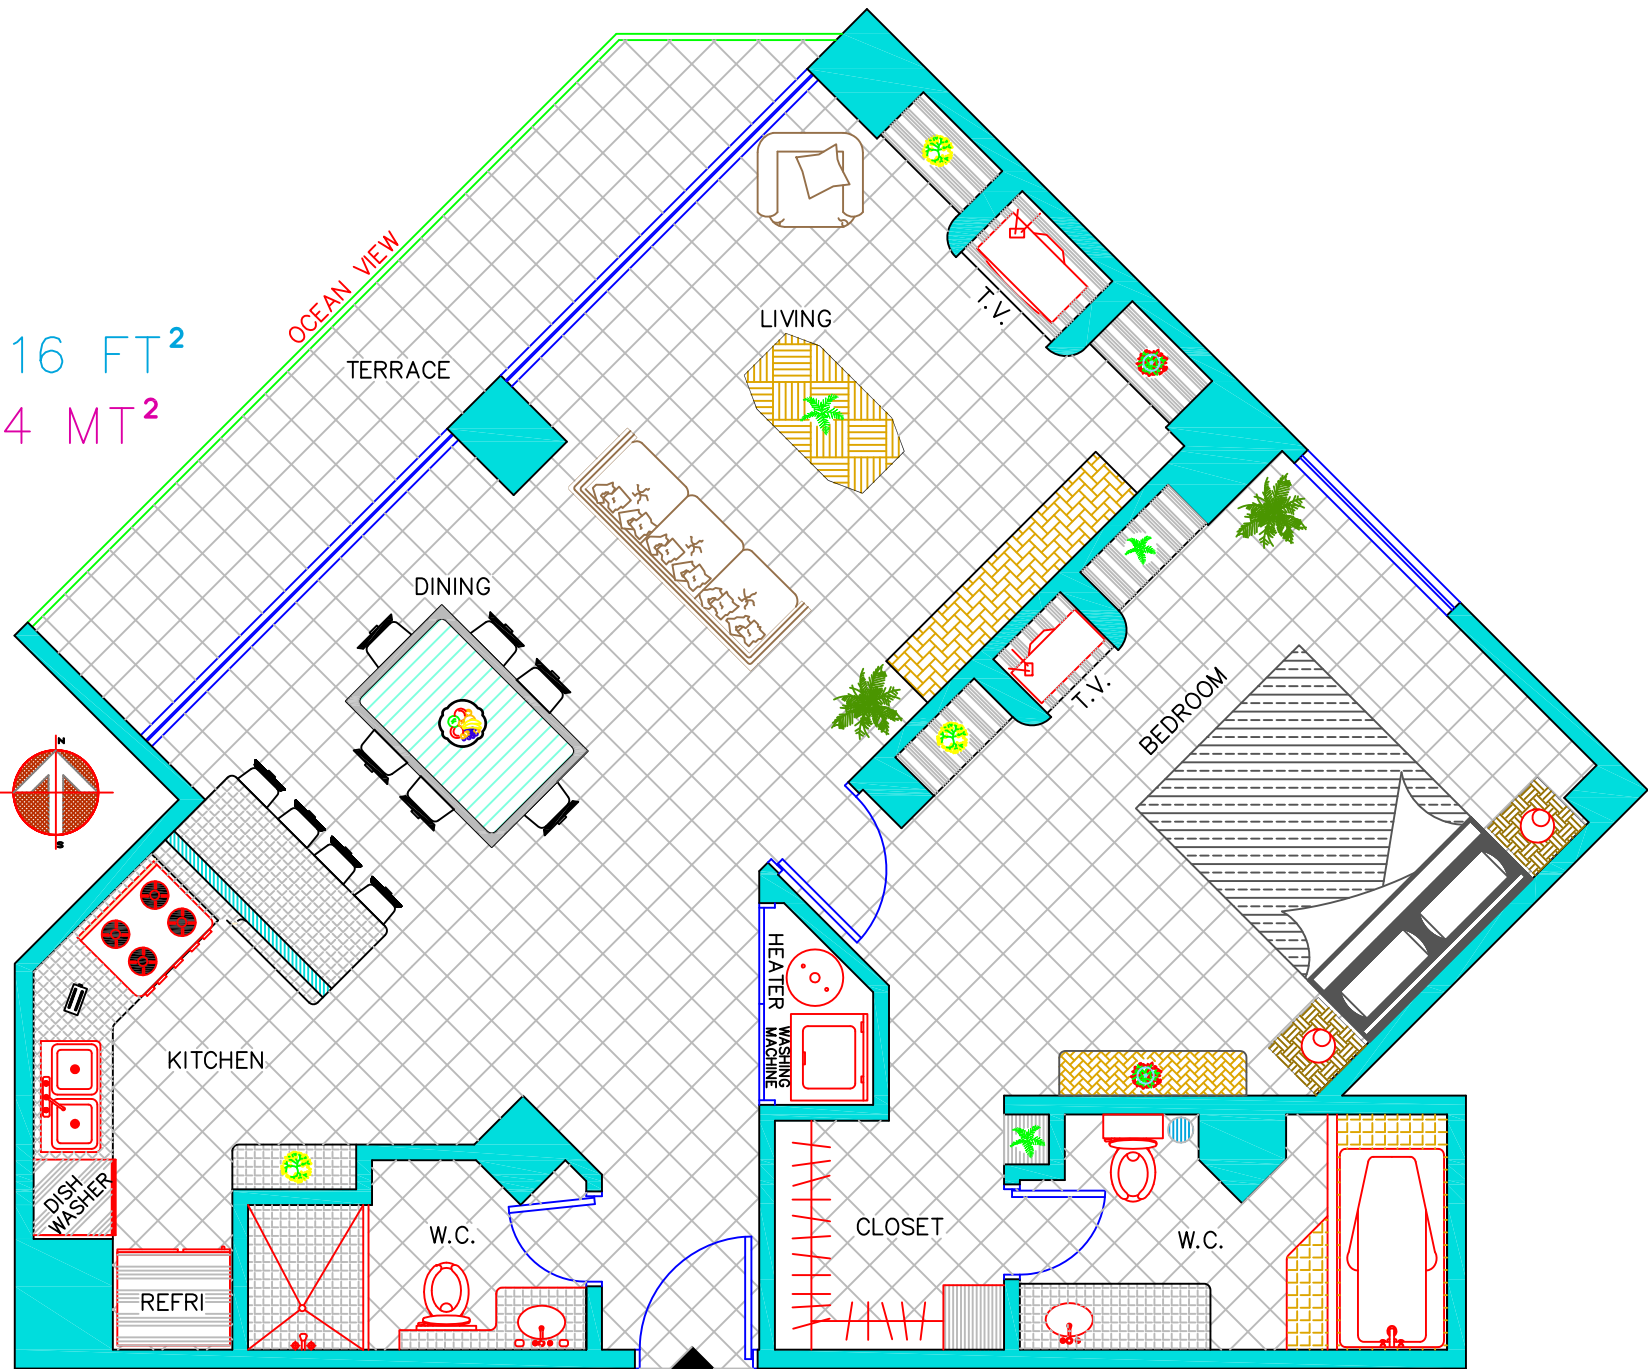 OCEAN VIEW
16 FT²
4 MT²
TERRACE
LIVING
T.V.
DINING
N
S
T.V.
BEDROOM
HEATER
WASHING
MACHINE
KITCHEN
DISH
WASHER
REFRI
W.C.
CLOSET
W.C.